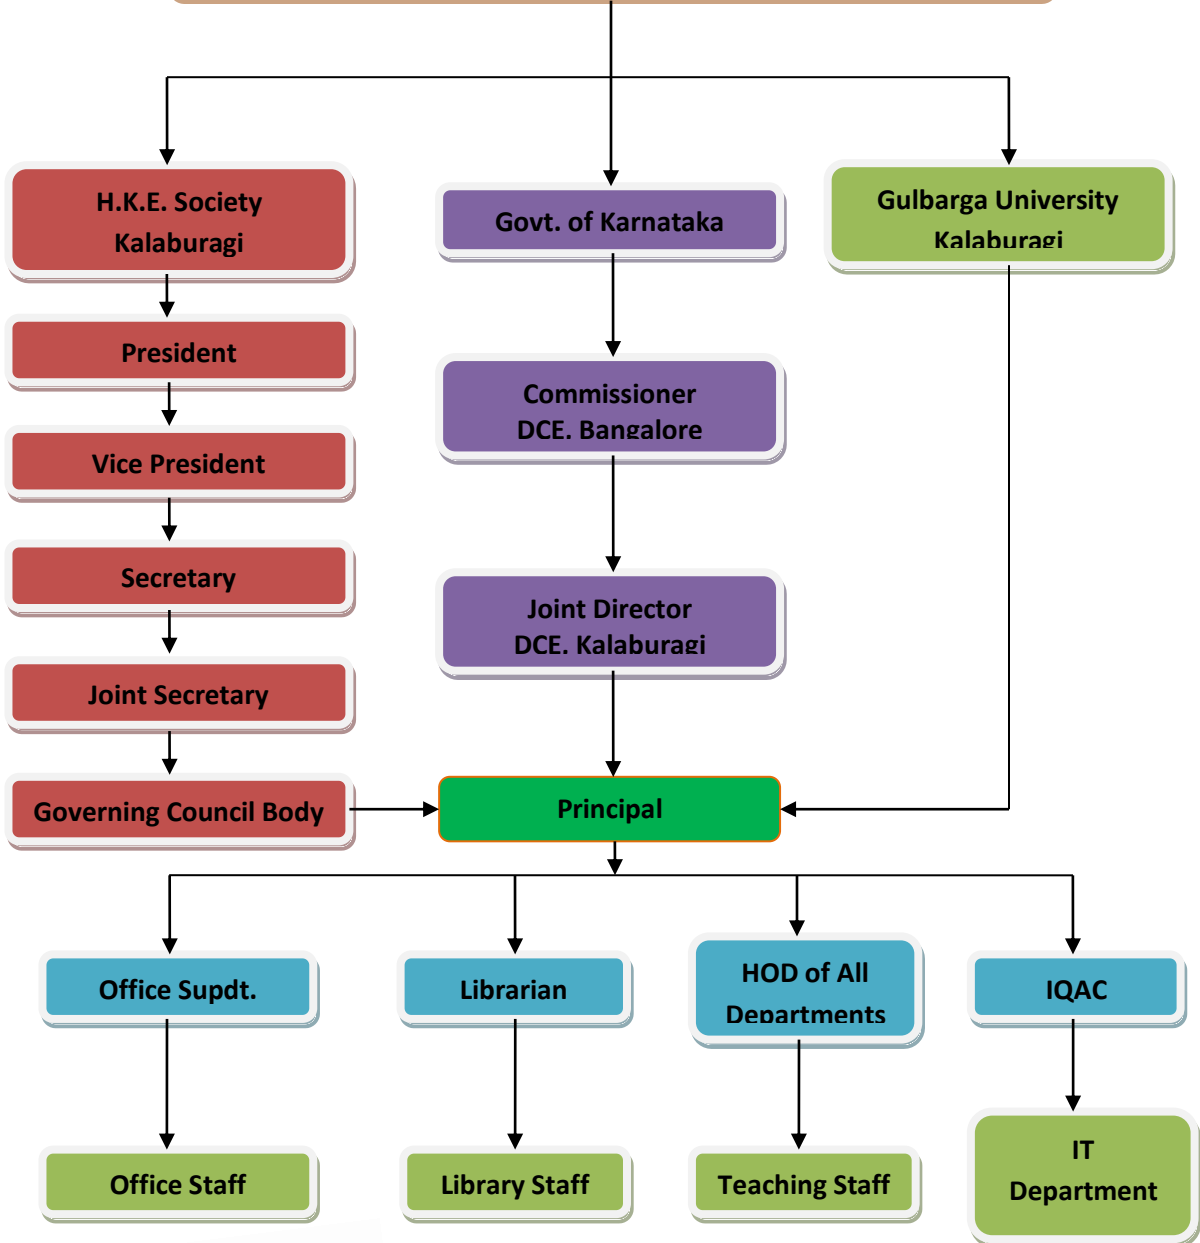 H.K.E. Society
Kalaburagi
Govt. of Karnataka
Gulbarga University
Kalaburagi
President
Commissioner
DCE. Bangalore
Vice President
Secretary
Joint Director
DCE. Kalaburagi
Joint Secretary
Governing Council Body
Principal
Office Supdt.
Librarian
HOD of All
Departments
IQAC
Office Staff
Library Staff
Teaching Staff
IT
Department